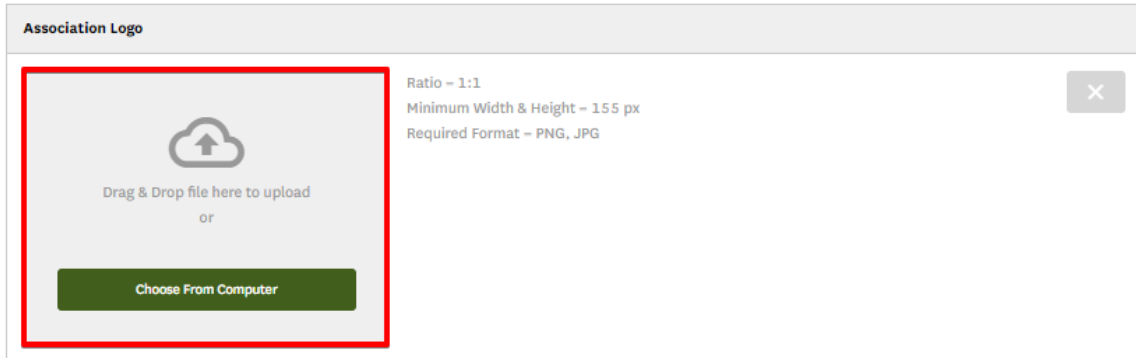 Association Logo
Ratio – 1:1
Minimum Width & Height – 155 px
Required Format – PNG, JPG
Drag & Drop file here to upload
or
Choose From Computer